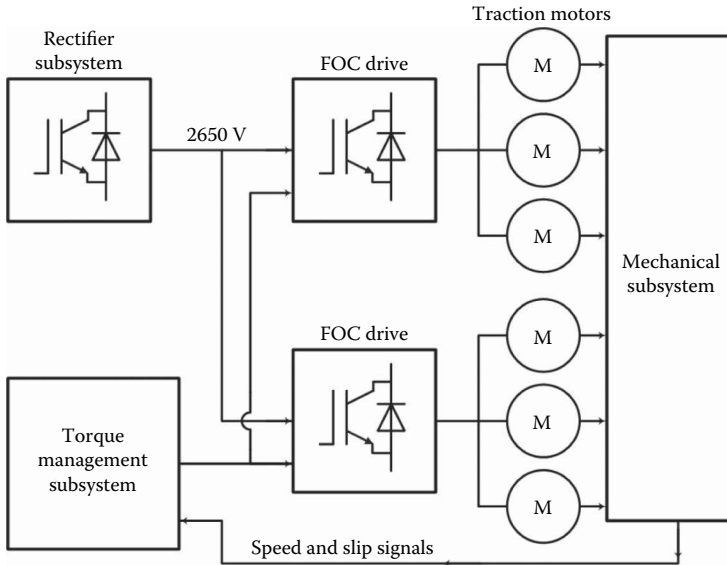 Traction motors
Rectifier
subsystem
FOC drive
2650 V
M
M
M
Mechanical
subsystem
FOC drive
M
M
M
Torque
management
subsystem
Speed and slip signals